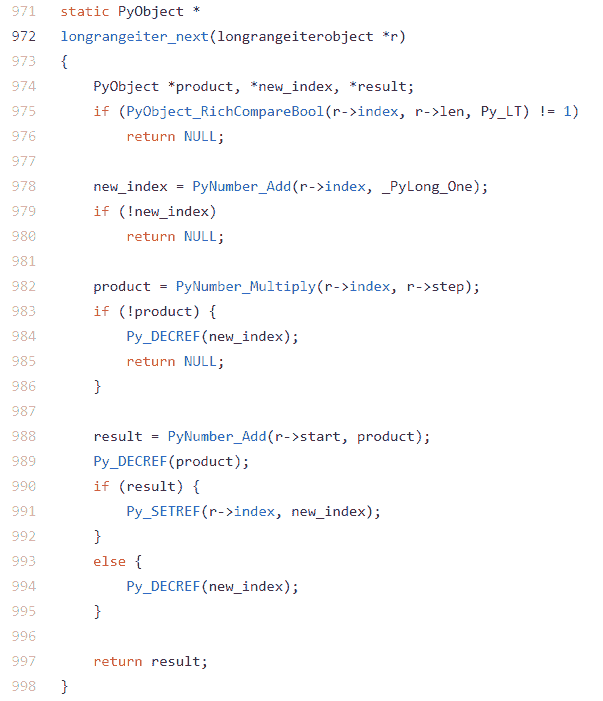 971 static PyObject *
972 longrangeiter_next(longrangeiterobject *r)
973 {
974     PyObject *product, *new_index, *result;
975     if (PyObject_RichCompareBool(r->index, r->len, Py_LT) != 1)
976         return NULL;
977
978     new_index = PyNumber_Add(r->index, _PyLong_One);
979     if (!new_index)
980         return NULL;
981
982     product = PyNumber_Multiply(r->index, r->step);
983     if (!product) {
984         Py_DECREF(new_index);
985         return NULL;
986     }
987
988     result = PyNumber_Add(r->start, product);
989     Py_DECREF(product);
990     if (result) {
991         Py_SETREF(r->index, new_index);
992     }
993     else {
994         Py_DECREF(new_index);
995     }
996
997     return result;
998 }